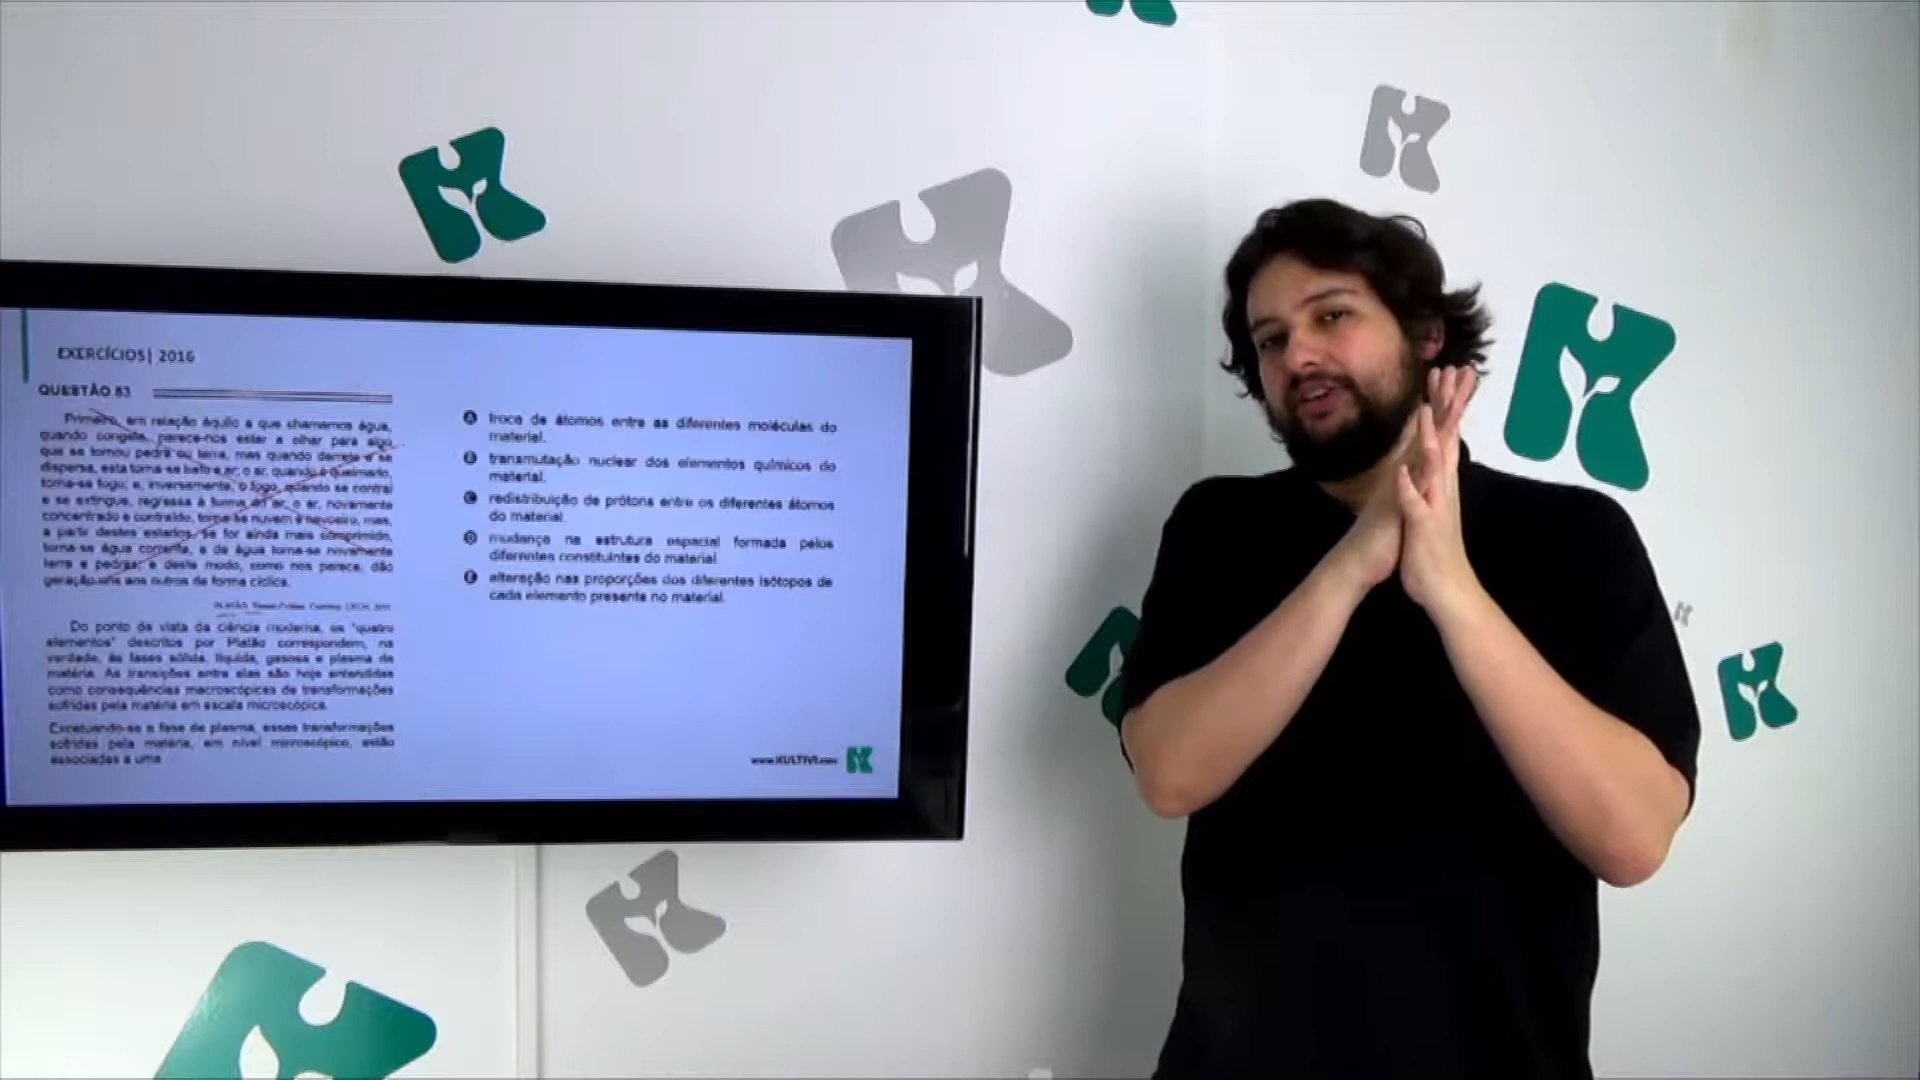 EXERCÍCIOS| 2016
QUESTÃO 83
Primeiro, em relação àquilo a que chamamos água,
quando congela, parece-nos estar a olhar para algo
que se tornou pedra ou terra, mas quando derrete e se
dispersa, esta torna-se bafo e ar; o ar, quando é queimado,
torna-se fogo; e, inversamente, o fogo, quando se contrai
e se extingue, regressa à forma do ar; o ar, novamente
concentrado e contraído, torna-se nuvem e nevoeiro, mas,
a partir destes estados, se for ainda mais comprimido,
torna-se água corrente, e de água torna-se novamente
terra e pedras; e deste modo, como nos parece, dão
geração uns aos outros de forma cíclica.
PLATÃO. Coimbra: CECH, 2011.
Do ponto de vista da ciência moderna, os "quatro
elementos" descritos por Platão correspondem, na
verdade, às fases sólida, líquida, gasosa e plasma da
matéria. As transições entre elas são hoje entendidas
como consequências macroscópicas de transformações
sofridas pela matéria em escala microscópica.
Excetuando-se a fase de plasma, essas transformações
sofridas pela matéria, em nível microscópico, estão
associadas a uma
A troca de átomos entre as diferentes moléculas do
material.
B transmutação nuclear dos elementos químicos do
material.
C redistribuição de prótons entre os diferentes átomos
do material.
D mudança na estrutura espacial formada pelos
diferentes constituintes do material.
E alteração nas proporções dos diferentes isótopos de
cada elemento presente no material.
www.KULTIVI.com